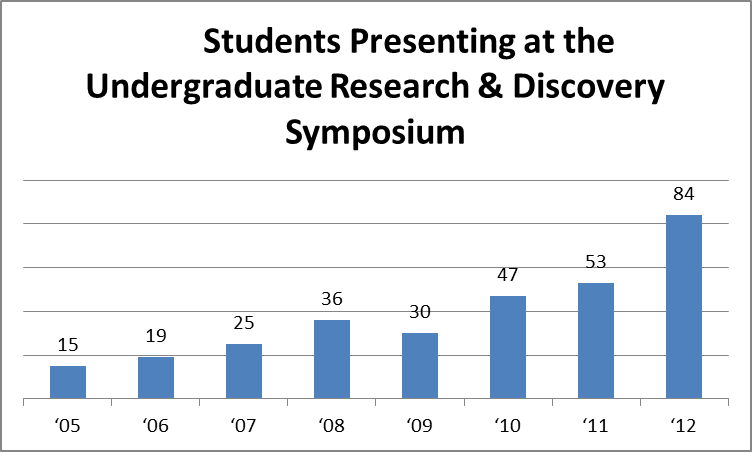 Students Presenting at the
Undergraduate Research & Discovery
Symposium
84
53
47
36
30
25
19
15
‘05 ‘06 ‘07 ‘08 ‘09 ‘10 ‘11 ‘12